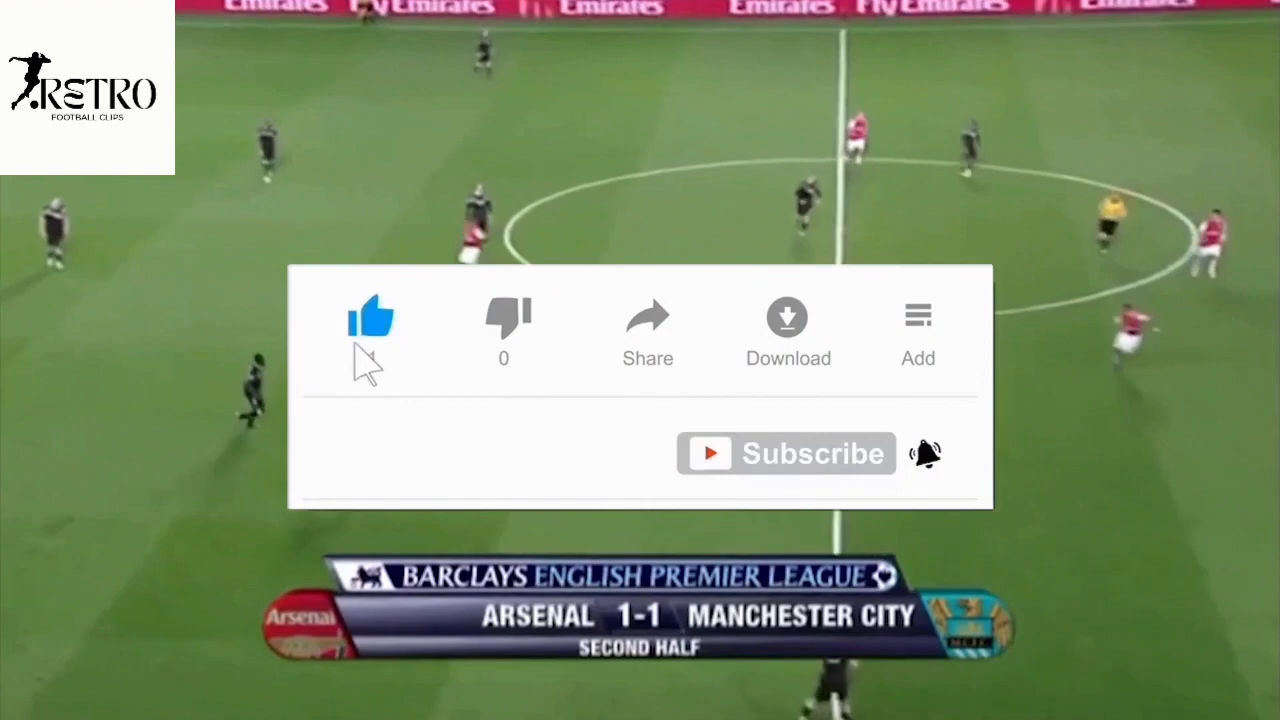 Emirates
Fly Emirates
Emirates
Fly Emirates
Emirates
RETRO
FOOTBALL CLIPS
0
Share
Download
Add
Subscribe
BARCLAYS ENGLISH PREMIER LEAGUE
Arsenal
ARSENAL 1-1 MANCHESTER CITY
SECOND HALF